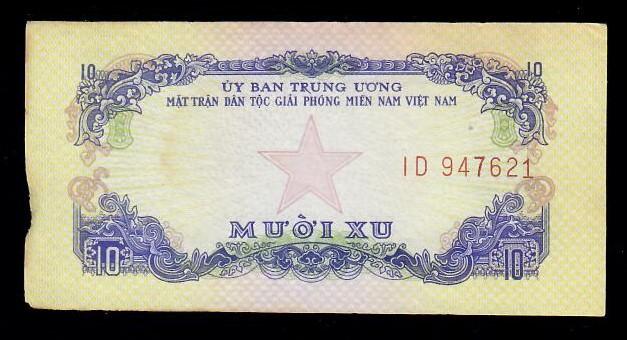 10 10
ỦY BAN TRUNG ƯƠNG
MẶT TRẬN DÂN TỘC GIẢI PHÓNG MIỀN NAM VIỆT NAM
ID 947621
MƯỜI XU
10 10